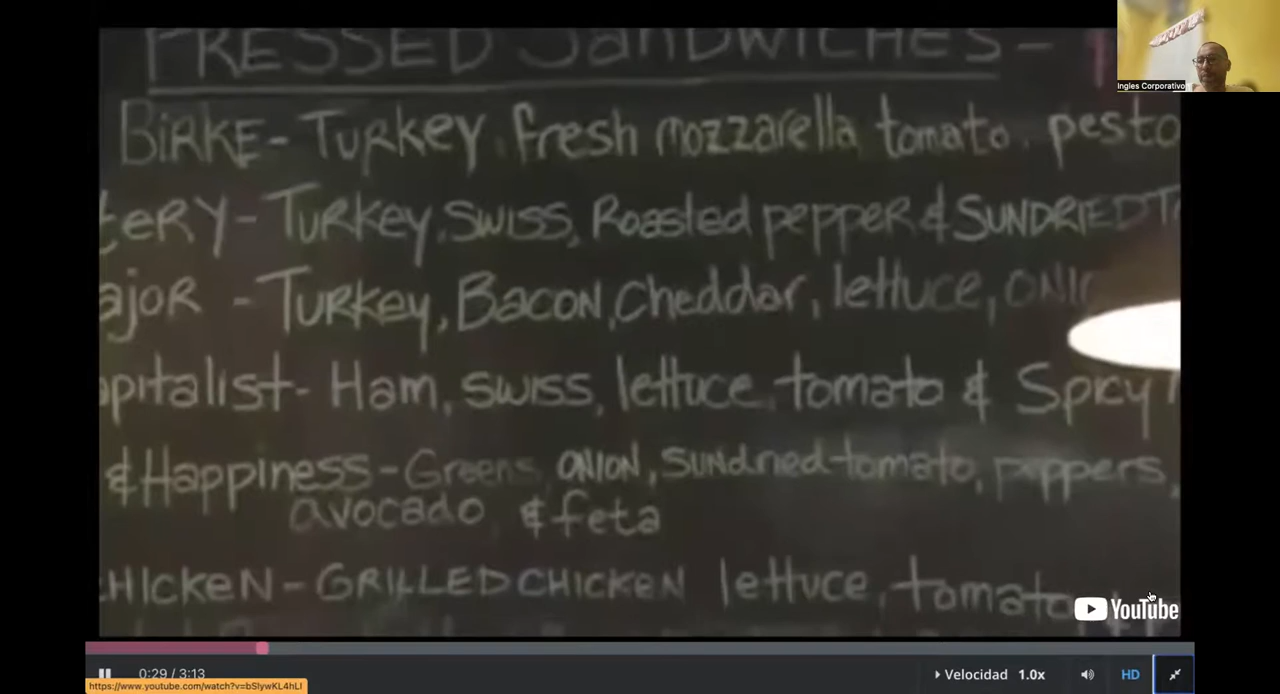 PRESSED SandWICHES -
Ingles Corporativo
BiRKE - Turkey, fresh mozzarella tomato, pesto
teRY - Turkey, Swiss, Roasted pepper & SUNDRIED
ajoR - Turkey, Bacon, Cheddar, lettuce,
apitalist - Ham, Swiss, lettuce, tomato & Spicy
& Happiness - Greens, ONION, Sundried tomato, peppers,
avocado & feta
CHICKeN - GRILLED CHICKEN lettuce, tomato
YouTube
0:29 / 3:13
Velocidad 1.0x
HD
https://www.youtube.com/watch?v=bSlywKL4hLI